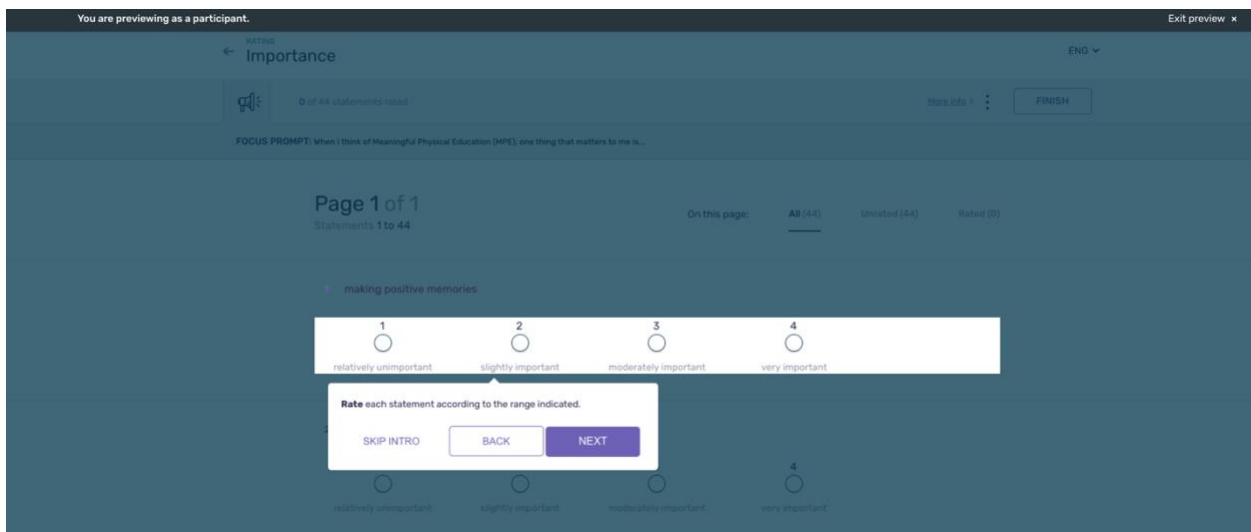 You are previewing as a participant. Exit preview ×
RATING
← Importance ENG
0 of 44 statements rated More info > FINISH
FOCUS PROMPT: When I think of Meaningful Physical Education (MPE), one thing that matters to me is...
Page 1 of 1
Statements 1 to 44
On this page: All (44) Unrated (44) Rated (0)
making positive memories
1 2 3 4
relatively unimportant slightly important moderately important very important
Rate each statement according to the range indicated.
SKIP INTRO BACK NEXT
4
relatively unimportant slightly important moderately important very important